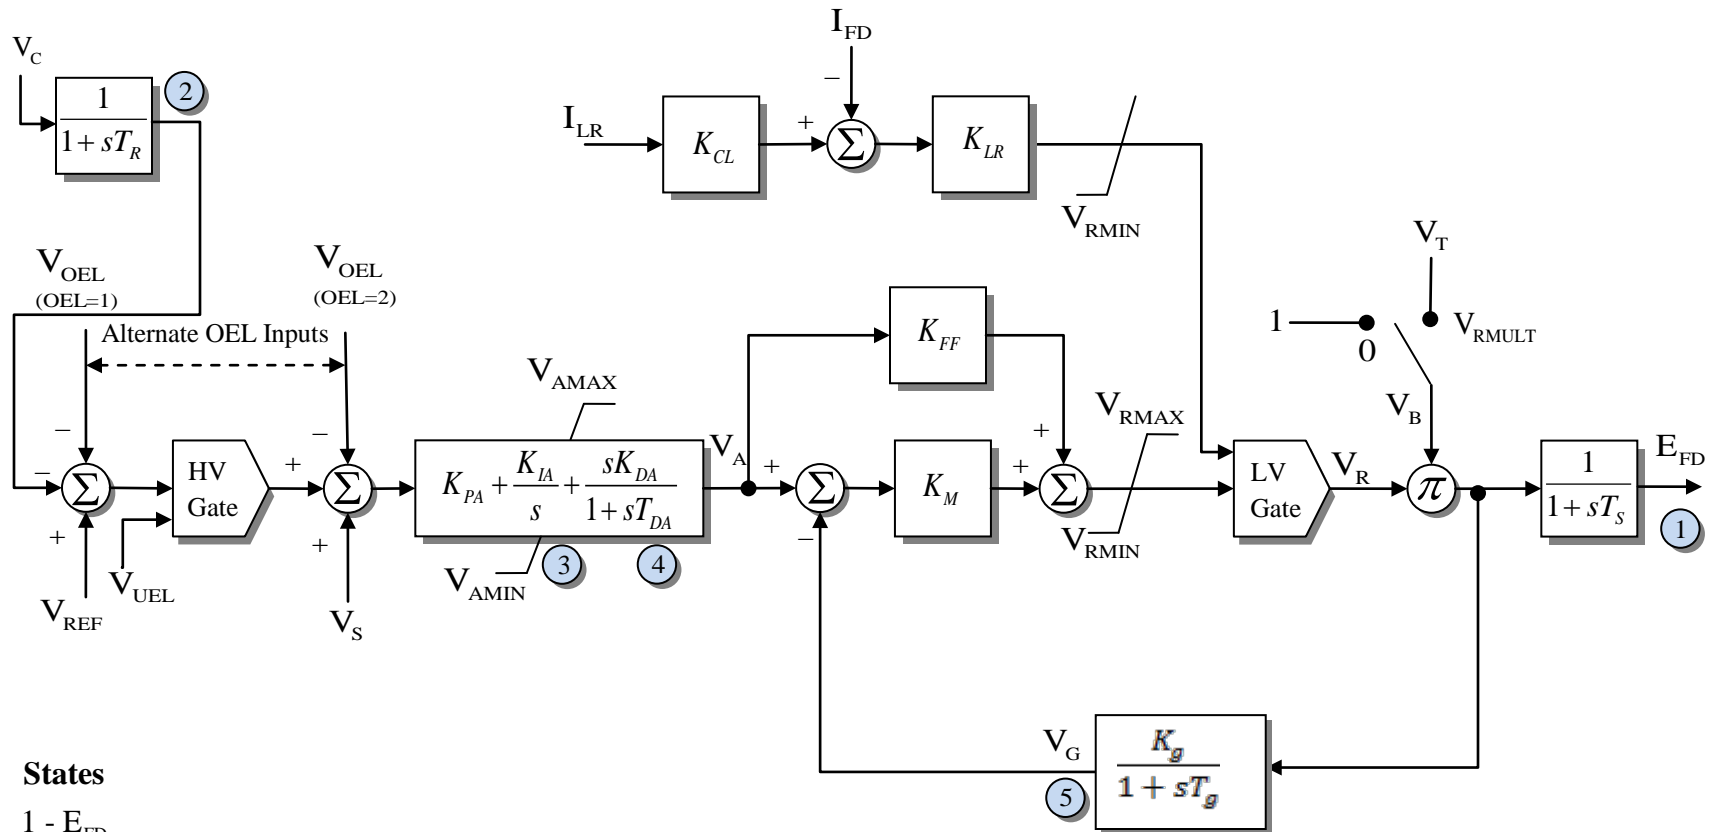 V_C
1
1 + sT_R
2
I_FD
−
I_LR
K_CL
+
Σ
K_LR
V_RMIN
V_T
1
0
V_RMULT
V_B
V_OEL
(OEL=1)
V_OEL
(OEL=2)
Alternate OEL Inputs
K_FF
V_AMAX
V_RMAX
−
−
+
Σ
V_REF
HV
Gate
V_UEL
+
−
+
Σ
V_S
K_PA + K_IA/s + sK_DA/(1 + sT_DA)
V_AMIN
3
4
V_A
+
−
Σ
K_M
+
+
Σ
V_RMIN
LV
Gate
V_R
π
1
1 + sT_S
E_FD
1
V_G
5
K_g
1 + sT_g
States
1 - E_FD